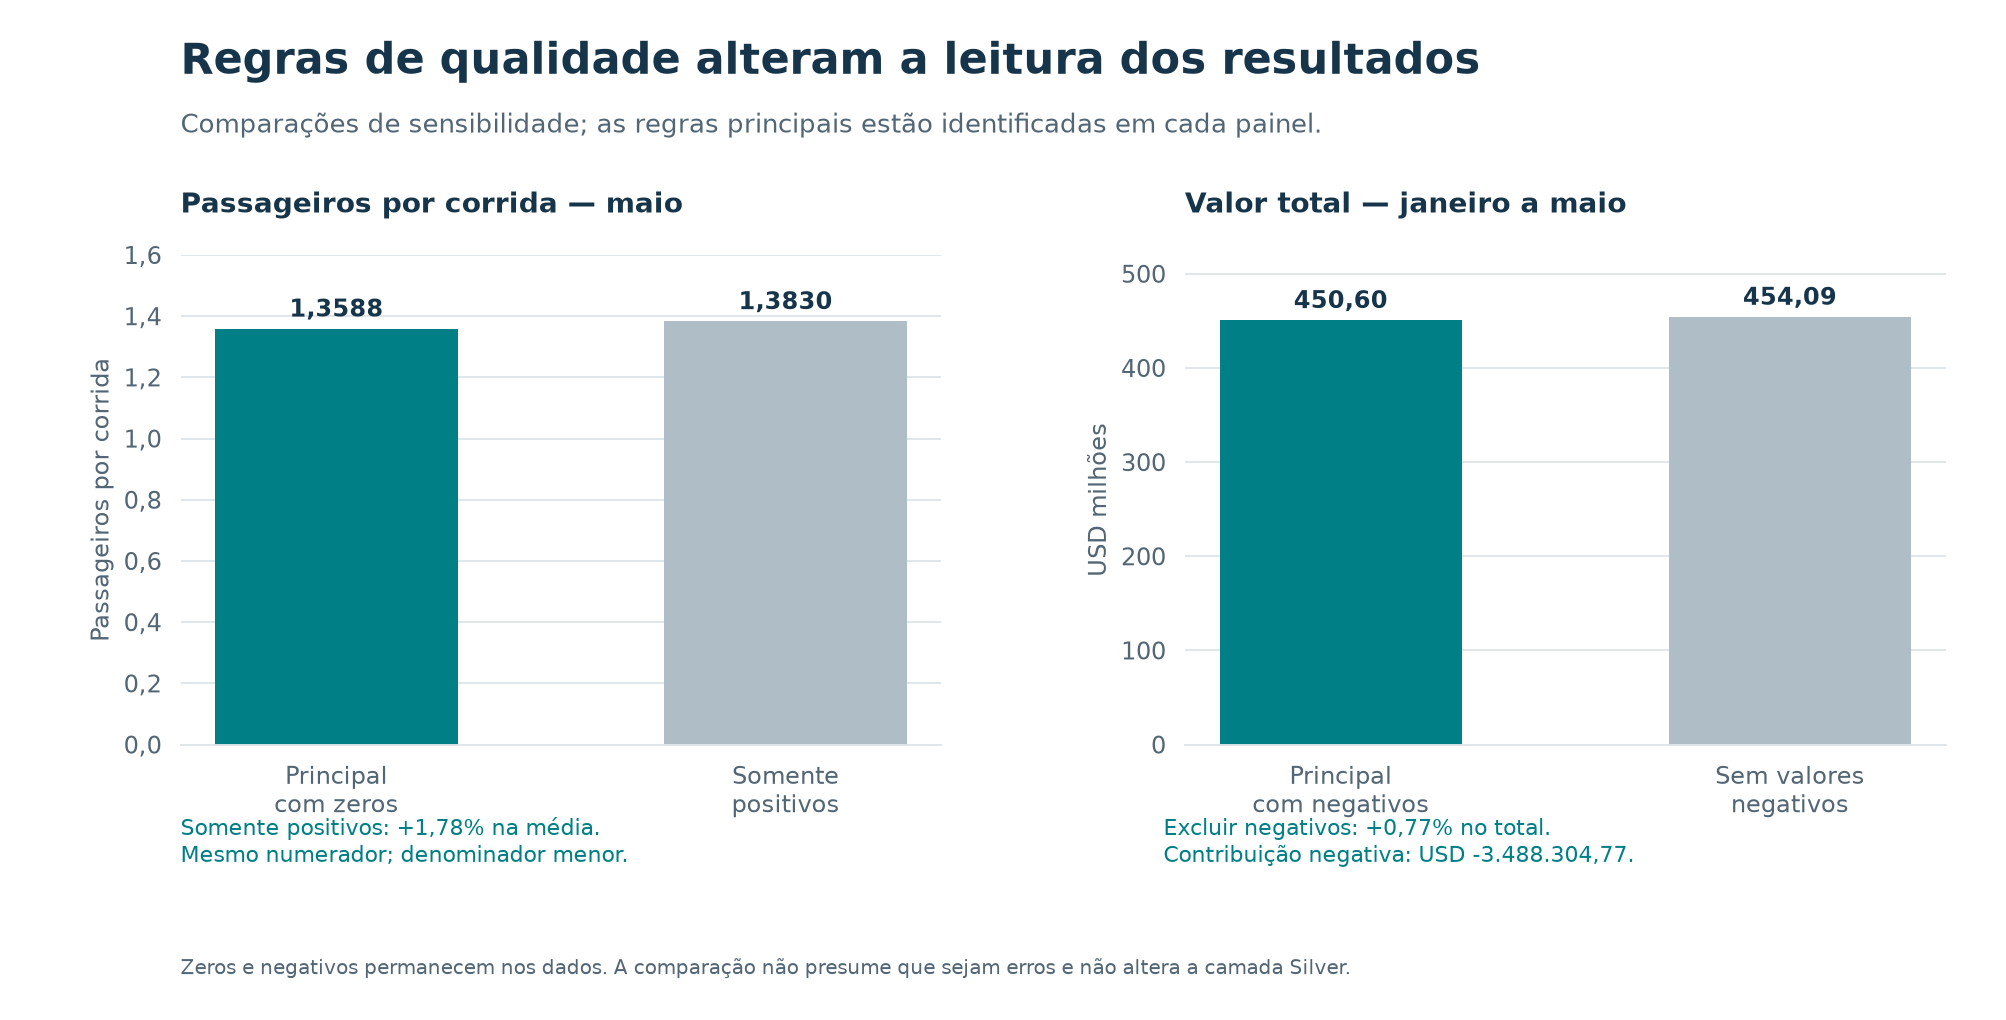 Regras de qualidade alteram a leitura dos resultados
Comparações de sensibilidade; as regras principais estão identificadas em cada painel.
Passageiros por corrida — maio
Passageiros por corrida
1,6
1,4
1,2
1,0
0,8
0,6
0,4
0,2
0,0
1,3588
1,3830
Principal
com zeros
Somente
positivos
Somente positivos: +1,78% na média.
Mesmo numerador; denominador menor.
Valor total — janeiro a maio
USD milhões
500
400
300
200
100
0
450,60
454,09
Principal
com negativos
Sem valores
negativos
Excluir negativos: +0,77% no total.
Contribuição negativa: USD -3.488.304,77.
Zeros e negativos permanecem nos dados. A comparação não presume que sejam erros e não altera a camada Silver.